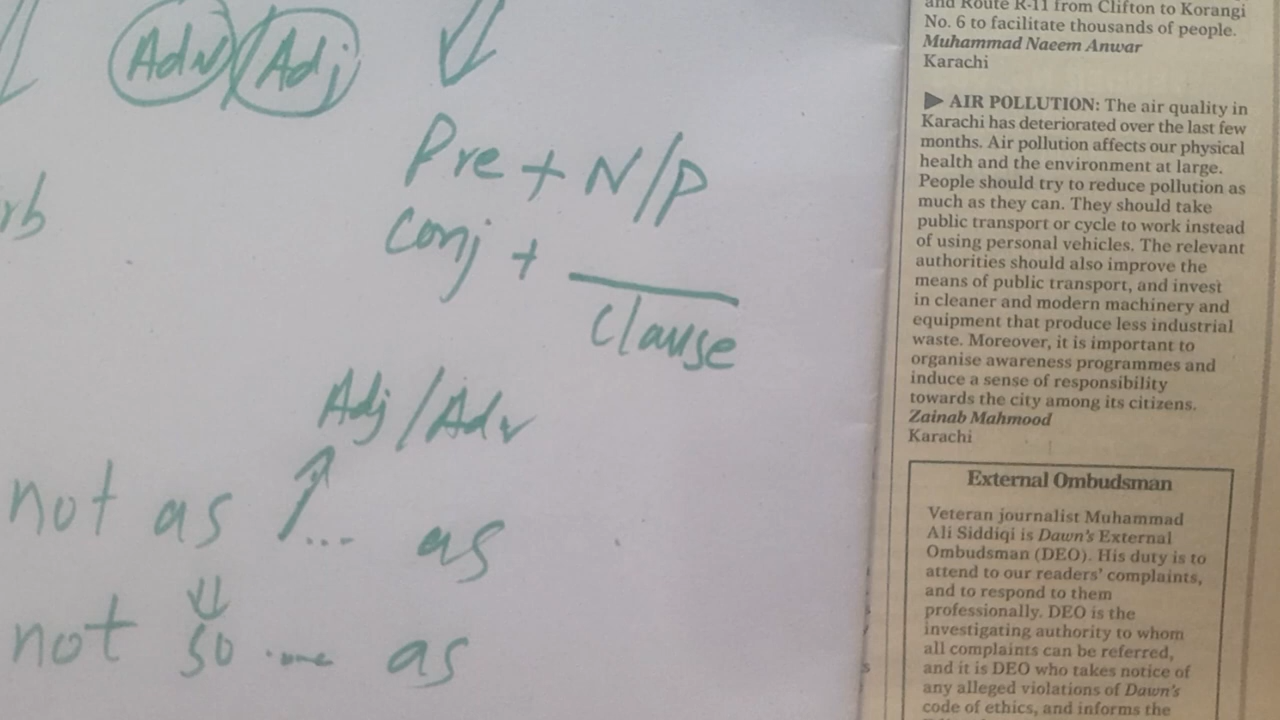 Adv/Adj
Pre + N/P
rb
Conj +
Clause
Adj/Adv
not as ... as
not so ... as
and Route R-11 from Clifton to Korangi
No. 6 to facilitate thousands of people.
Muhammad Naeem Anwar
Karachi
▶ AIR POLLUTION: The air quality in
Karachi has deteriorated over the last few
months. Air pollution affects our physical
health and the environment at large.
People should try to reduce pollution as
much as they can. They should take
public transport or cycle to work instead
of using personal vehicles. The relevant
authorities should also improve the
means of public transport, and invest
in cleaner and modern machinery and
equipment that produce less industrial
waste. Moreover, it is important to
organise awareness programmes and
induce a sense of responsibility
towards the city among its citizens.
Zainab Mahmood
Karachi
External Ombudsman
Veteran journalist Muhammad
Ali Siddiqi is Dawn's External
Ombudsman (DEO). His duty is to
attend to our readers' complaints,
and to respond to them
professionally. DEO is the
investigating authority to whom
all complaints can be referred,
and it is DEO who takes notice of
any alleged violations of Dawn's
code of ethics, and informs the